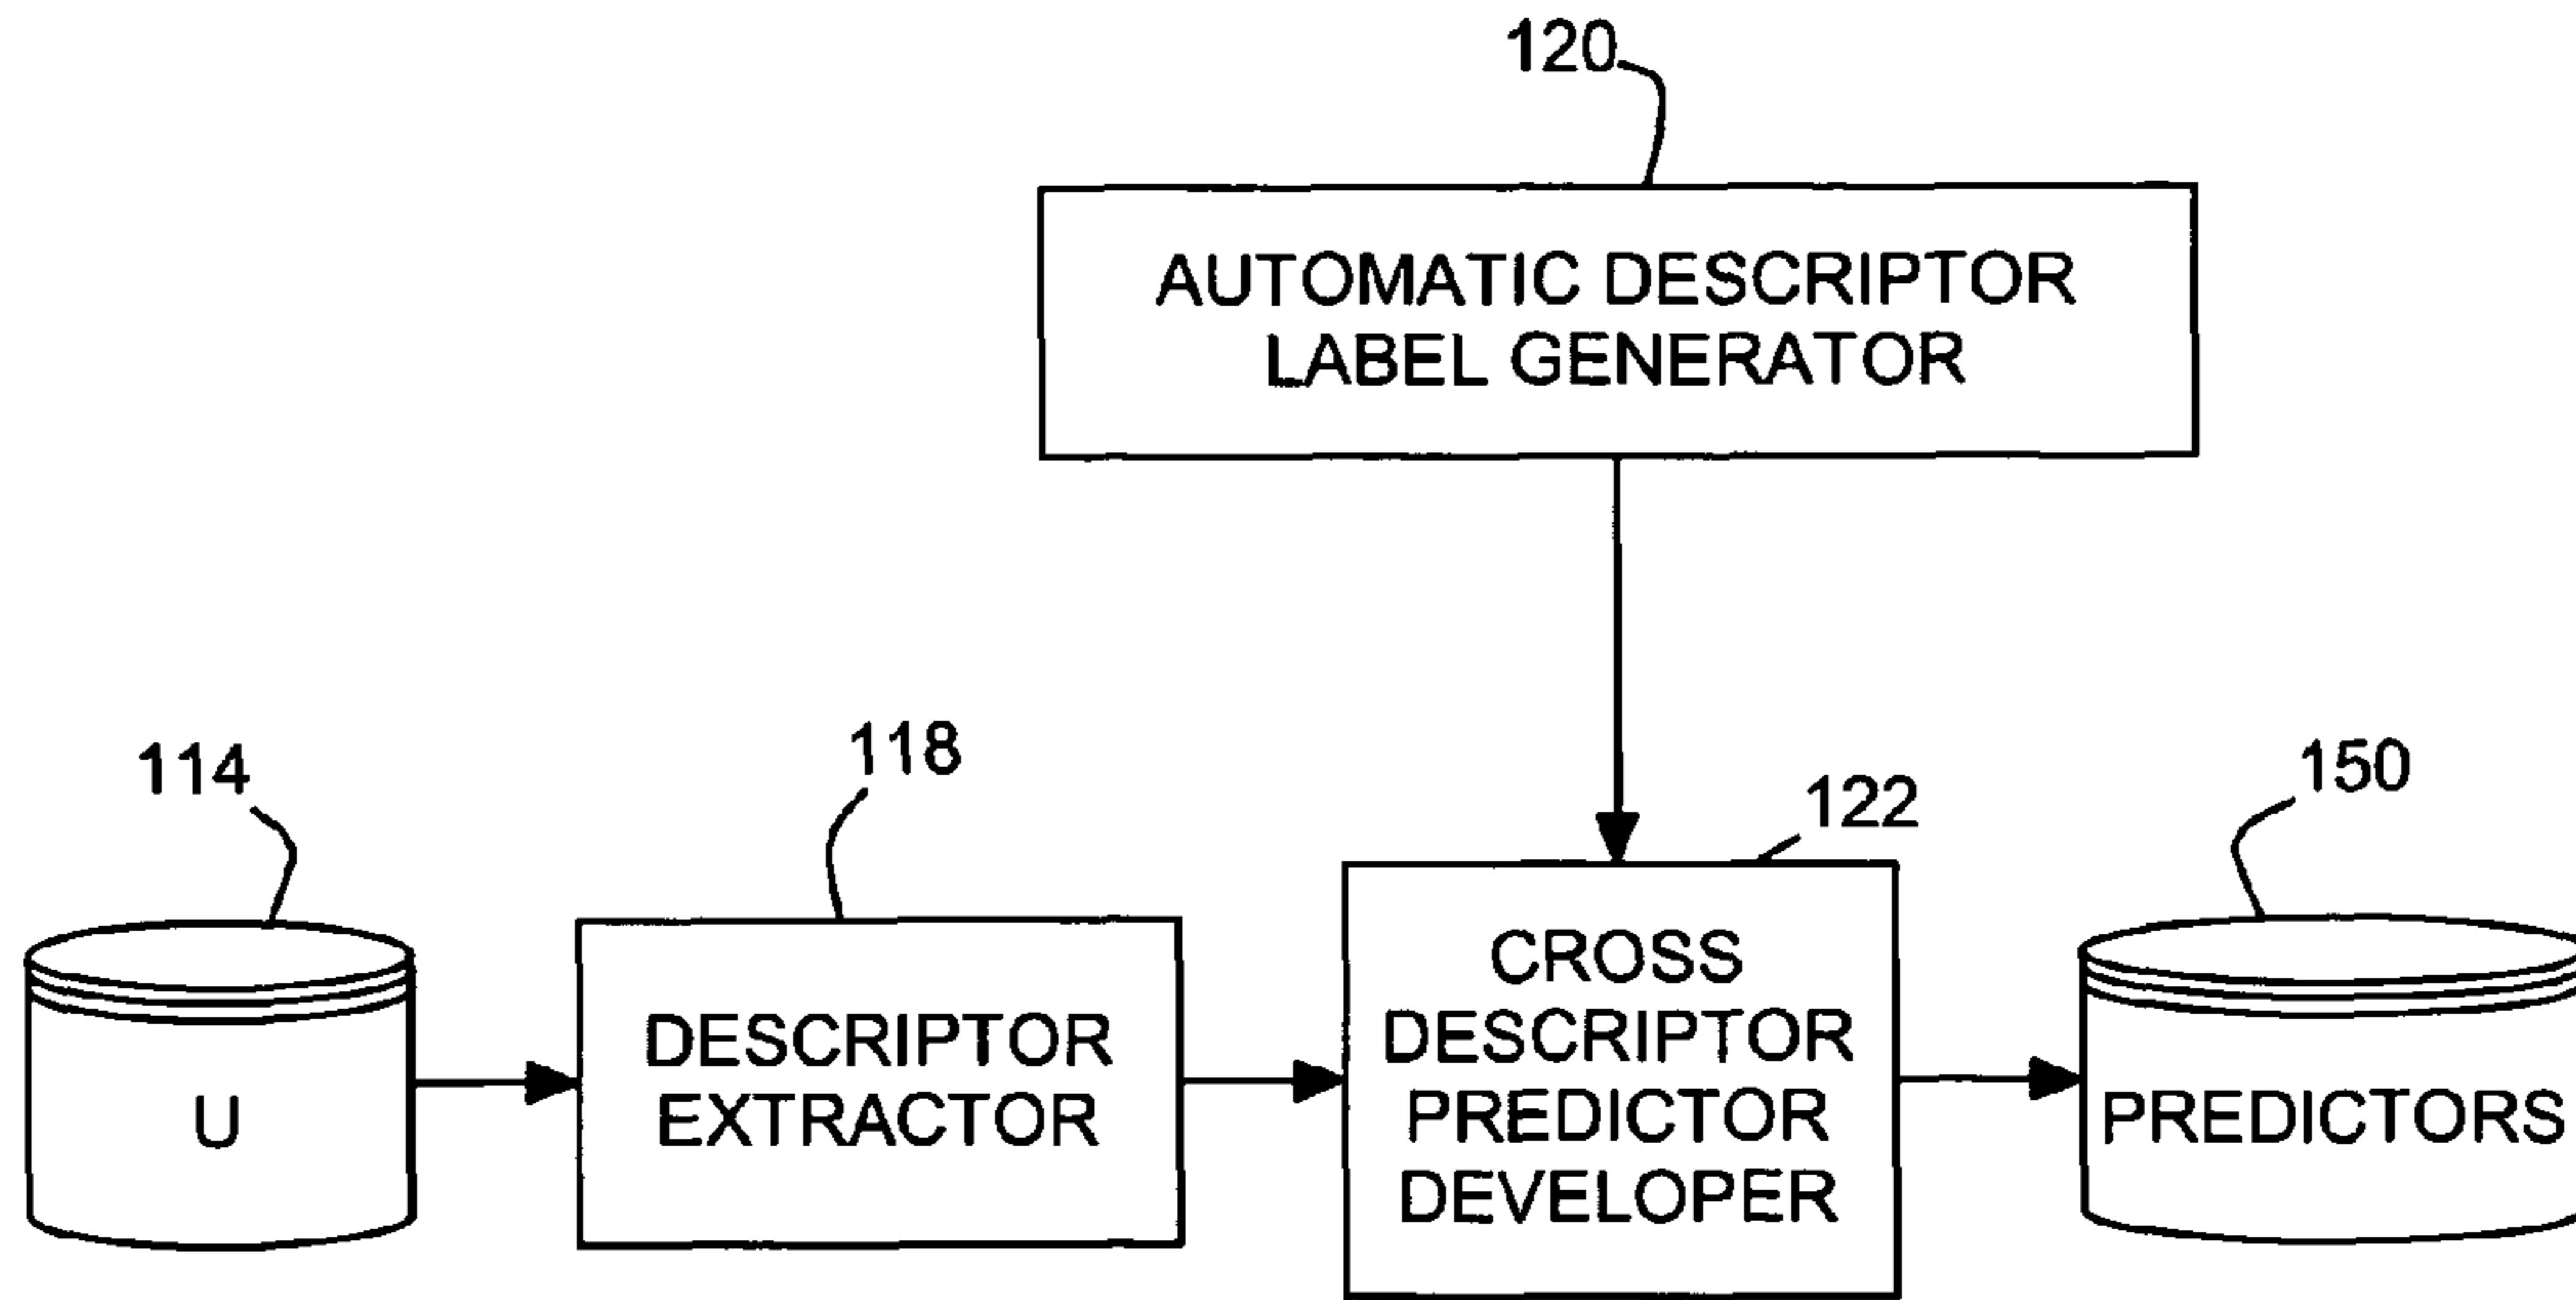 120
AUTOMATIC DESCRIPTOR
LABEL GENERATOR
114
118
122
150
U
DESCRIPTOR
EXTRACTOR
CROSS
DESCRIPTOR
PREDICTOR
DEVELOPER
PREDICTORS